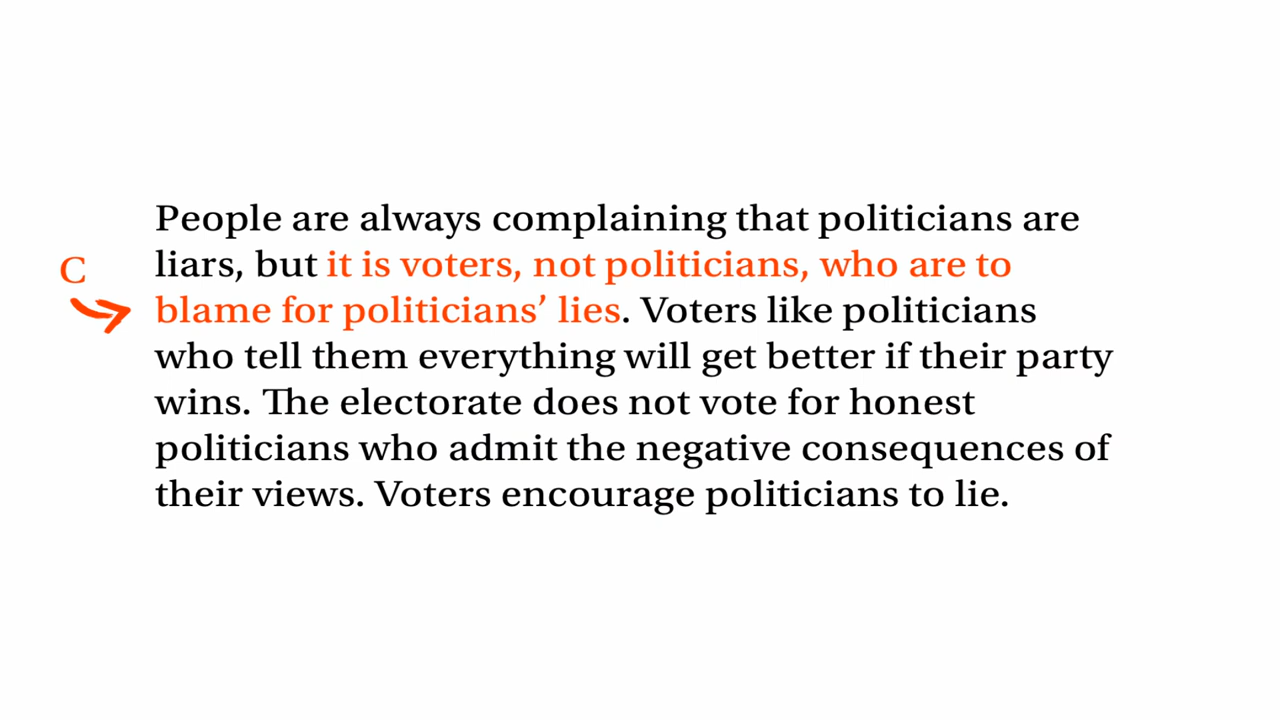 People are always complaining that politicians are
C
liars, but it is voters, not politicians, who are to
blame for politicians’ lies. Voters like politicians
who tell them everything will get better if their party
wins. The electorate does not vote for honest
politicians who admit the negative consequences of
their views. Voters encourage politicians to lie.